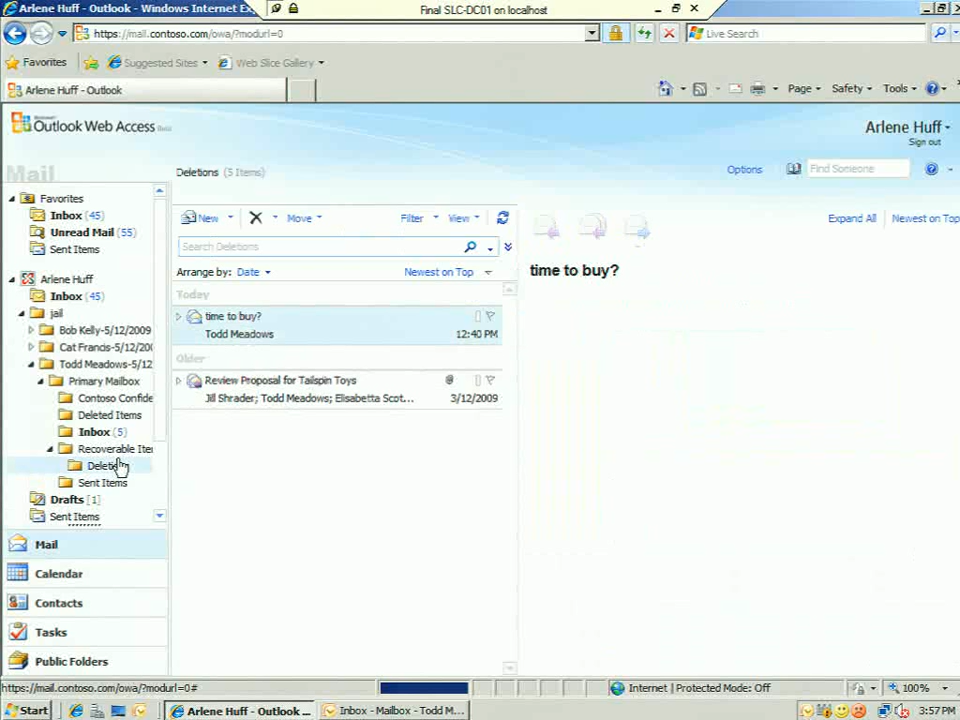 Arlene Huff - Outlook - Windows Internet Ex
Final SLC-DC01 on localhost
https://mail.contoso.com/owa/?modurl=0
Live Search
Favorites
Suggested Sites
Web Slice Gallery
Arlene Huff - Outlook
Page
Safety
Tools
Outlook Web Access Beta
Arlene Huff
Sign out
Mail
Deletions (5 Items)
Options
Find Someone
Favorites
Inbox (45)
Unread Mail (55)
Sent Items
Arlene Huff
Inbox (45)
jail
Bob Kelly-5/12/2009
Cat Francis-5/12/200
Todd Meadows-5/12
Primary Mailbox
Contoso Confide
Deleted Items
Inbox (5)
Recoverable Iter
Sent Items
Drafts [1]
Sent Items
Mail
Calendar
Contacts
Tasks
Public Folders
New
Move
Filter
View
Search Deletions
Arrange by: Date
Newest on Top
Today
time to buy?
Todd Meadows
12:40 PM
Older
Review Proposal for Tailspin Toys
Jill Shrader; Todd Meadows; Elisabetta Scot...
3/12/2009
Expand All
Newest on Top
time to buy?
https://mail.contoso.com/owa/?modurl=0#
Internet | Protected Mode: Off
100%
Start
Arlene Huff - Outlook ...
Inbox - Mailbox - Todd M...
3:57 PM